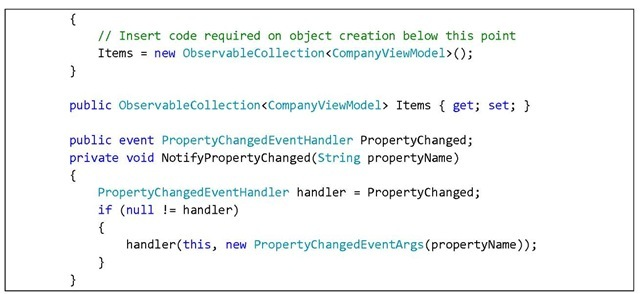 {
// Insert code required on object creation below this point
Items = new ObservableCollection<CompanyViewModel>();
}
public ObservableCollection<CompanyViewModel> Items { get; set; }
public event PropertyChangedEventHandler PropertyChanged;
private void NotifyPropertyChanged(String propertyName)
{
PropertyChangedEventHandler handler = PropertyChanged;
if (null != handler)
{
handler(this, new PropertyChangedEventArgs(propertyName));
}
}